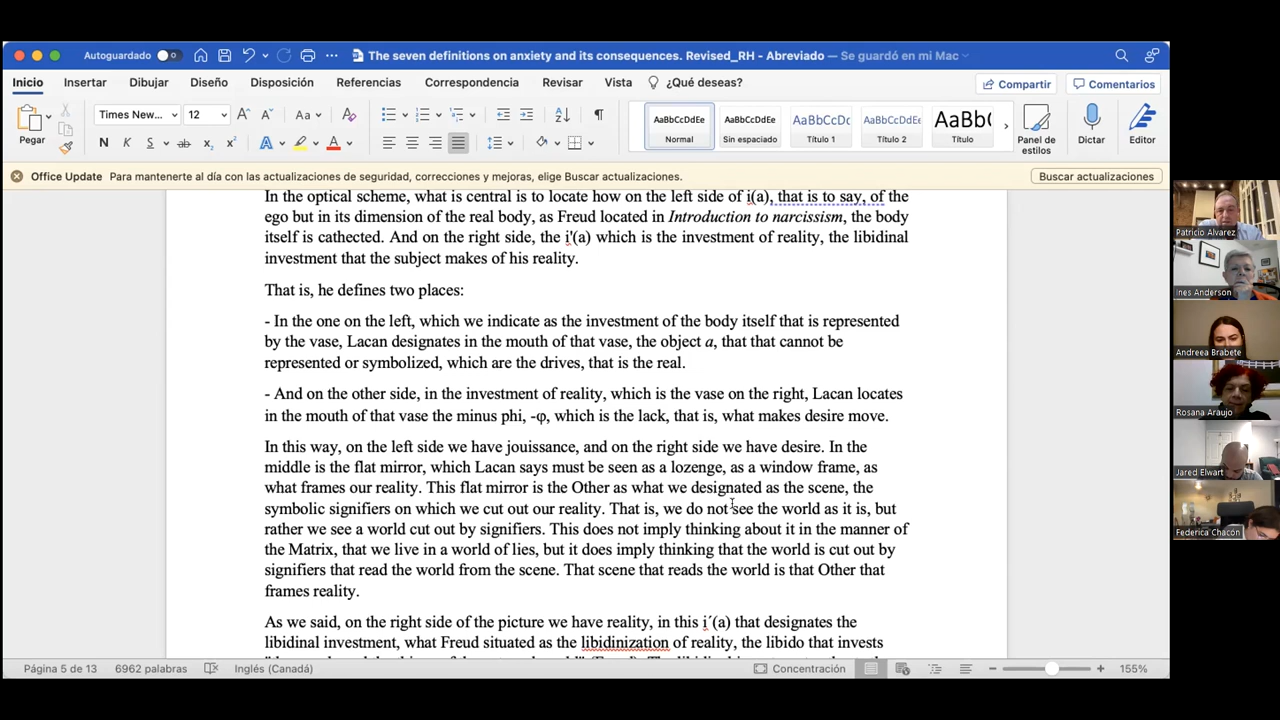 Autoguardado
The seven definitions on anxiety and its consequences. Revised_RH - Abreviado — Se guardó en mi Mac
Inicio Insertar Dibujar Diseño Disposición Referencias Correspondencia Revisar Vista ¿Qué deseas? Compartir Comentarios
Pegar
Times New... 12
N K S ab x₂ x²
AaBbCcDdEe AaBbCcDdEe AaBbCcDc AaBbCcDdEe AaBb(
Normal Sin espaciado Título 1 Título 2 Título
Panel de estilos
Dictar
Editor
Office Update Para mantenerte al día con las actualizaciones de seguridad, correcciones y mejoras, elige Buscar actualizaciones. Buscar actualizaciones
In the optical scheme, what is central is to locate how on the left side of i(a), that is to say, of the
ego but in its dimension of the real body, as Freud located in Introduction to narcissism, the body
itself is cathected. And on the right side, the i'(a) which is the investment of reality, the libidinal
investment that the subject makes of his reality.
That is, he defines two places:
- In the one on the left, which we indicate as the investment of the body itself that is represented
by the vase, Lacan designates in the mouth of that vase, the object a, that that cannot be
represented or symbolized, which are the drives, that is the real.
- And on the other side, in the investment of reality, which is the vase on the right, Lacan locates
in the mouth of that vase the minus phi, -φ, which is the lack, that is, what makes desire move.
In this way, on the left side we have jouissance, and on the right side we have desire. In the
middle is the flat mirror, which Lacan says must be seen as a lozenge, as a window frame, as
what frames our reality. This flat mirror is the Other as what we designated as the scene, the
symbolic signifiers on which we cut out our reality. That is, we do not see the world as it is, but
rather we see a world cut out by signifiers. This does not imply thinking about it in the manner of
the Matrix, that we live in a world of lies, but it does imply thinking that the world is cut out by
signifiers that read the world from the scene. That scene that reads the world is that Other that
frames reality.
As we said, on the right side of the picture we have reality, in this i´(a) that designates the
libidinal investment, what Freud situated as the libidinization of reality, the libido that invests
Página 5 de 13 6962 palabras Inglés (Canadá) Concentración 155%
Patricio Alvarez
Ines Anderson
Andreea Brabete
Rosana Araujo
Jared Elwart
Federica Chacón